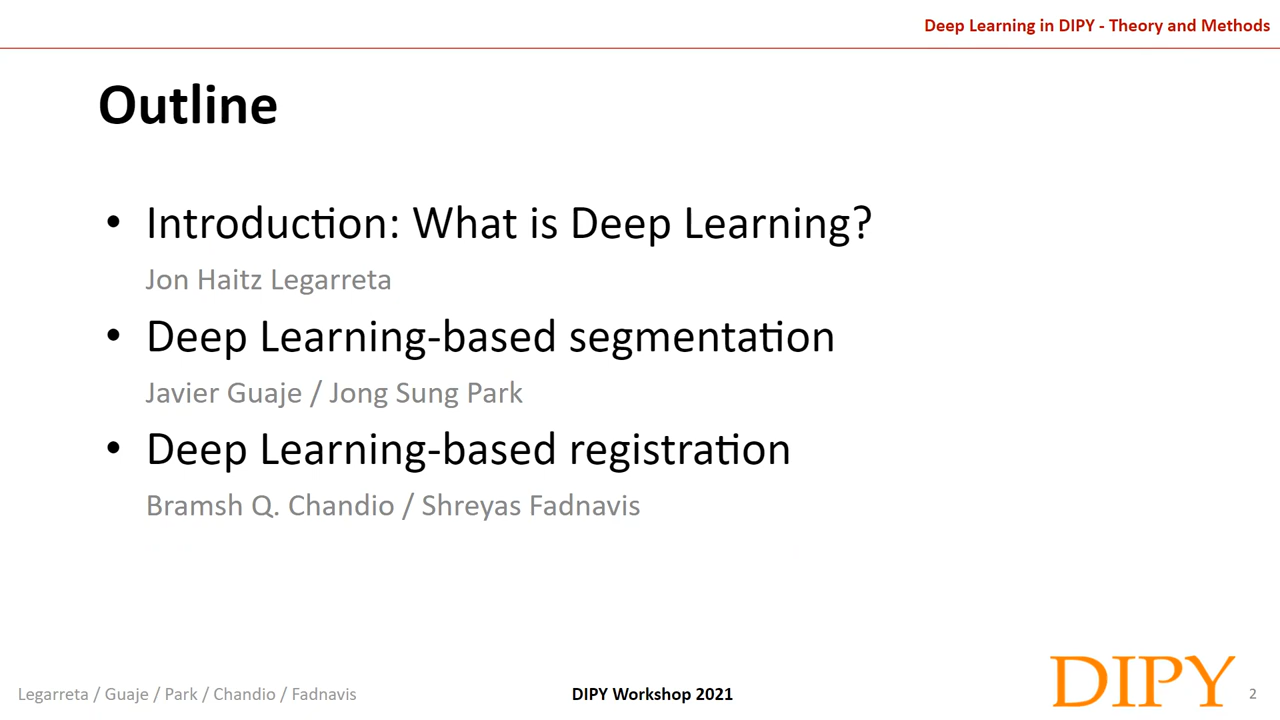 Deep Learning in DIPY - Theory and Methods
Outline
• Introduction: What is Deep Learning?
Jon Haitz Legarreta
• Deep Learning-based segmentation
Javier Guaje / Jong Sung Park
• Deep Learning-based registration
Bramsh Q. Chandio / Shreyas Fadnavis
Legarreta / Guaje / Park / Chandio / Fadnavis
DIPY Workshop 2021
DIPY
2